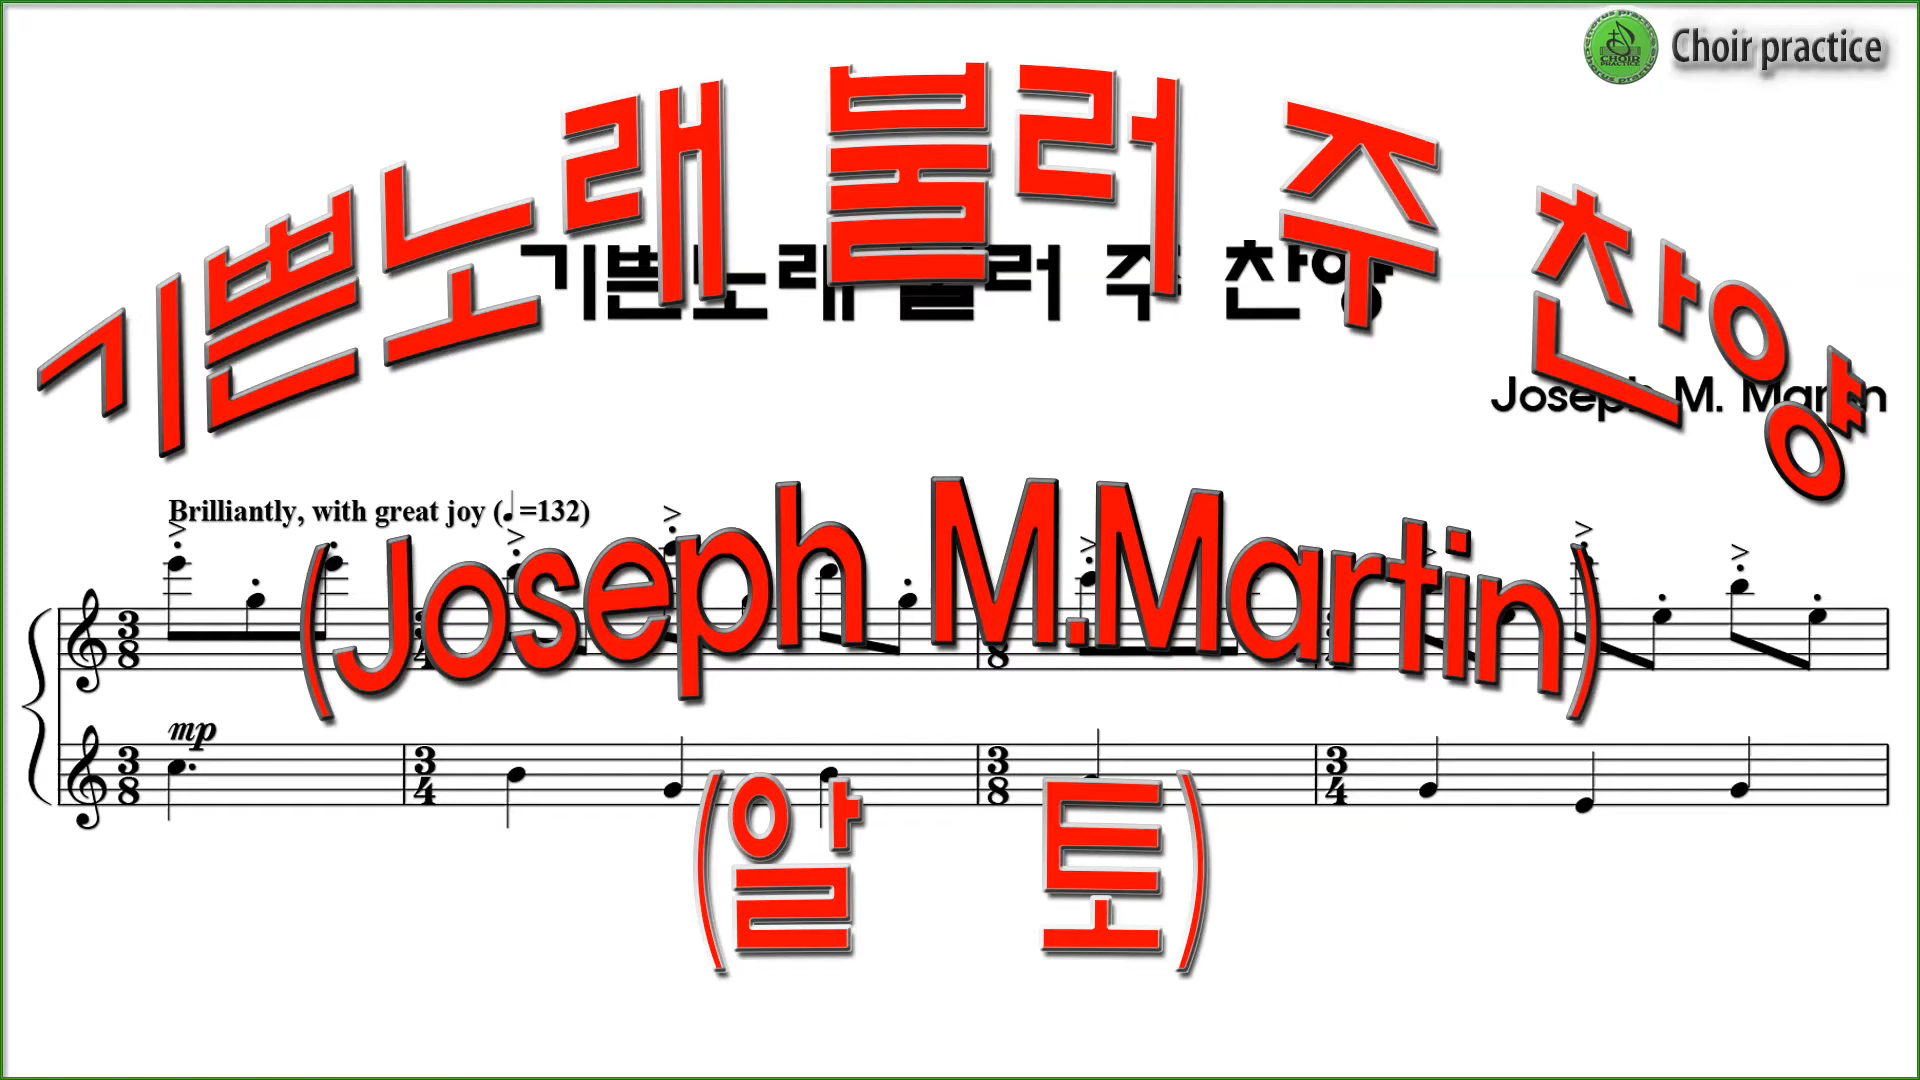 Choir practice
기쁜노래 불러 주 찬양
기쁜노래 불러 주 찬양
Joseph M. Martin
Brilliantly, with great joy (♩=132)
(Joseph M.Martin)
mp
(알 토)